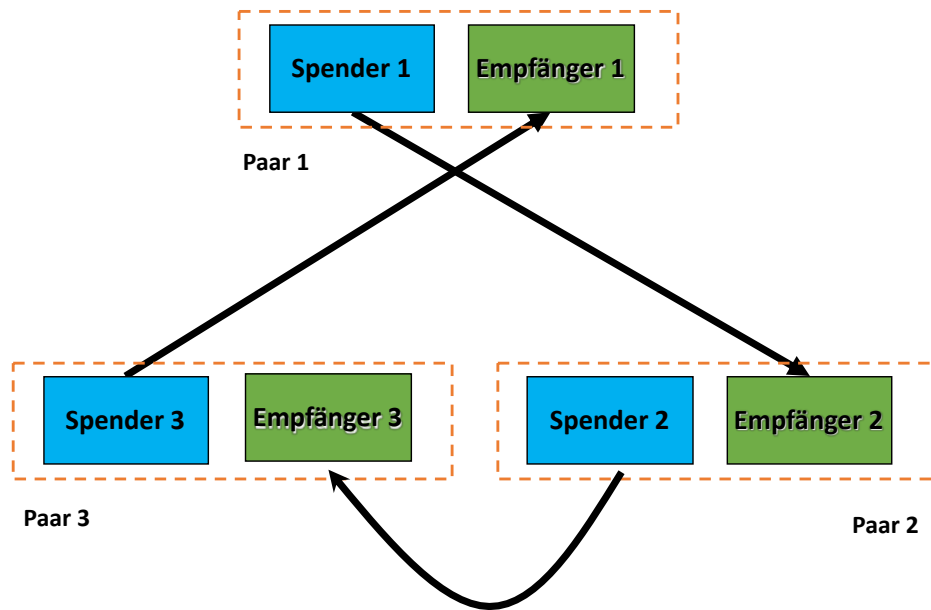 Spender 1
Empfänger 1
Paar 1
Spender 3
Empfänger 3
Spender 2
Empfänger 2
Paar 3
Paar 2